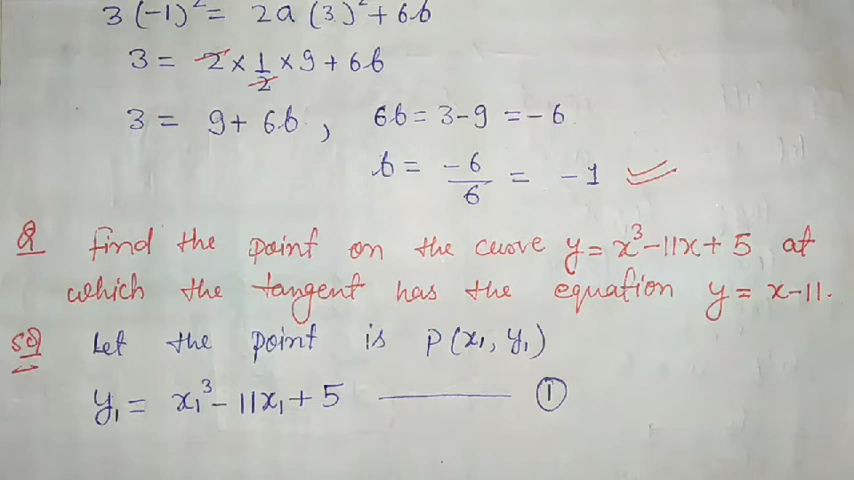 3(-1)² = 2a(3)² + 6b
3 = 2 × 1/2 × 9 + 6b
3 = 9 + 6b , 6b = 3-9 = -6
b = -6/6 = -1
Q find the point on the curve y = x³-11x+5 at
which the tangent has the equation y = x-11.
Sol Let the point is P(x₁, y₁)
y₁ = x₁³ - 11x₁ + 5 ——— ①